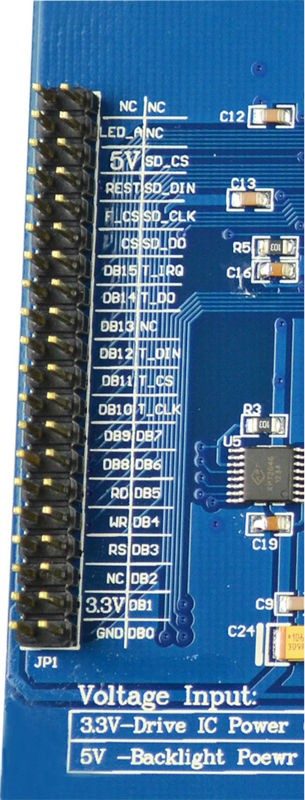 NC NC
LED_A NC
5V SD_CS
REST SD_DIN
F_CS SD_CLK
CS SD_DO
DB15 T_IRQ
DB14 T_DO
DB13 NC
DB12 T_DIN
DB11 T_CS
DB10 T_CLK
DB9 DB7
DB8 DB6
RD DB5
WR DB4
RS DB3
NC DB2
3.3V DB1
GND DB0
JP1
C12
C13
R5
103
C16
R3
103
U5
C19
C9
C24
Voltage Input:
3.3V-Drive IC Power
5V -Backlight Poewr